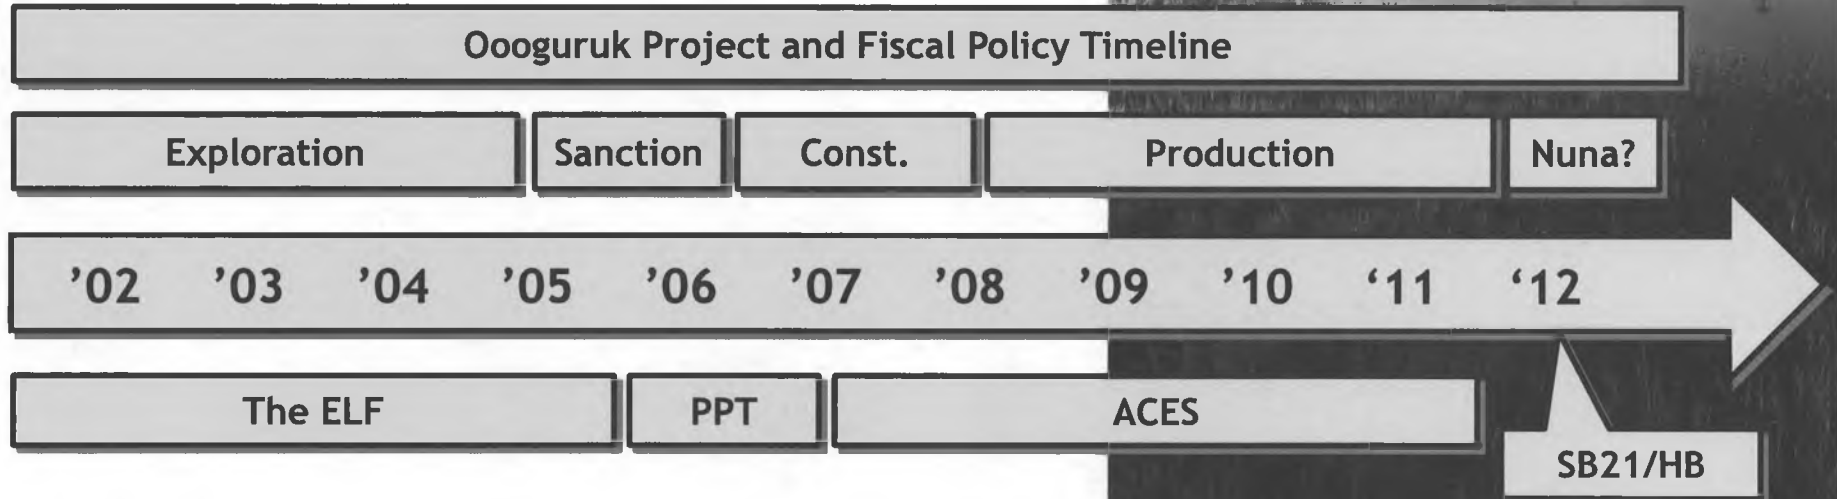 Oooguruk Project and Fiscal Policy Timeline
Exploration Sanction Const. Production Nuna?
’02 ’03 ’04 ’05 ’06 ’07 ’08 ’09 ’10 ‘11 ‘12
The ELF PPT ACES
SB21/HB